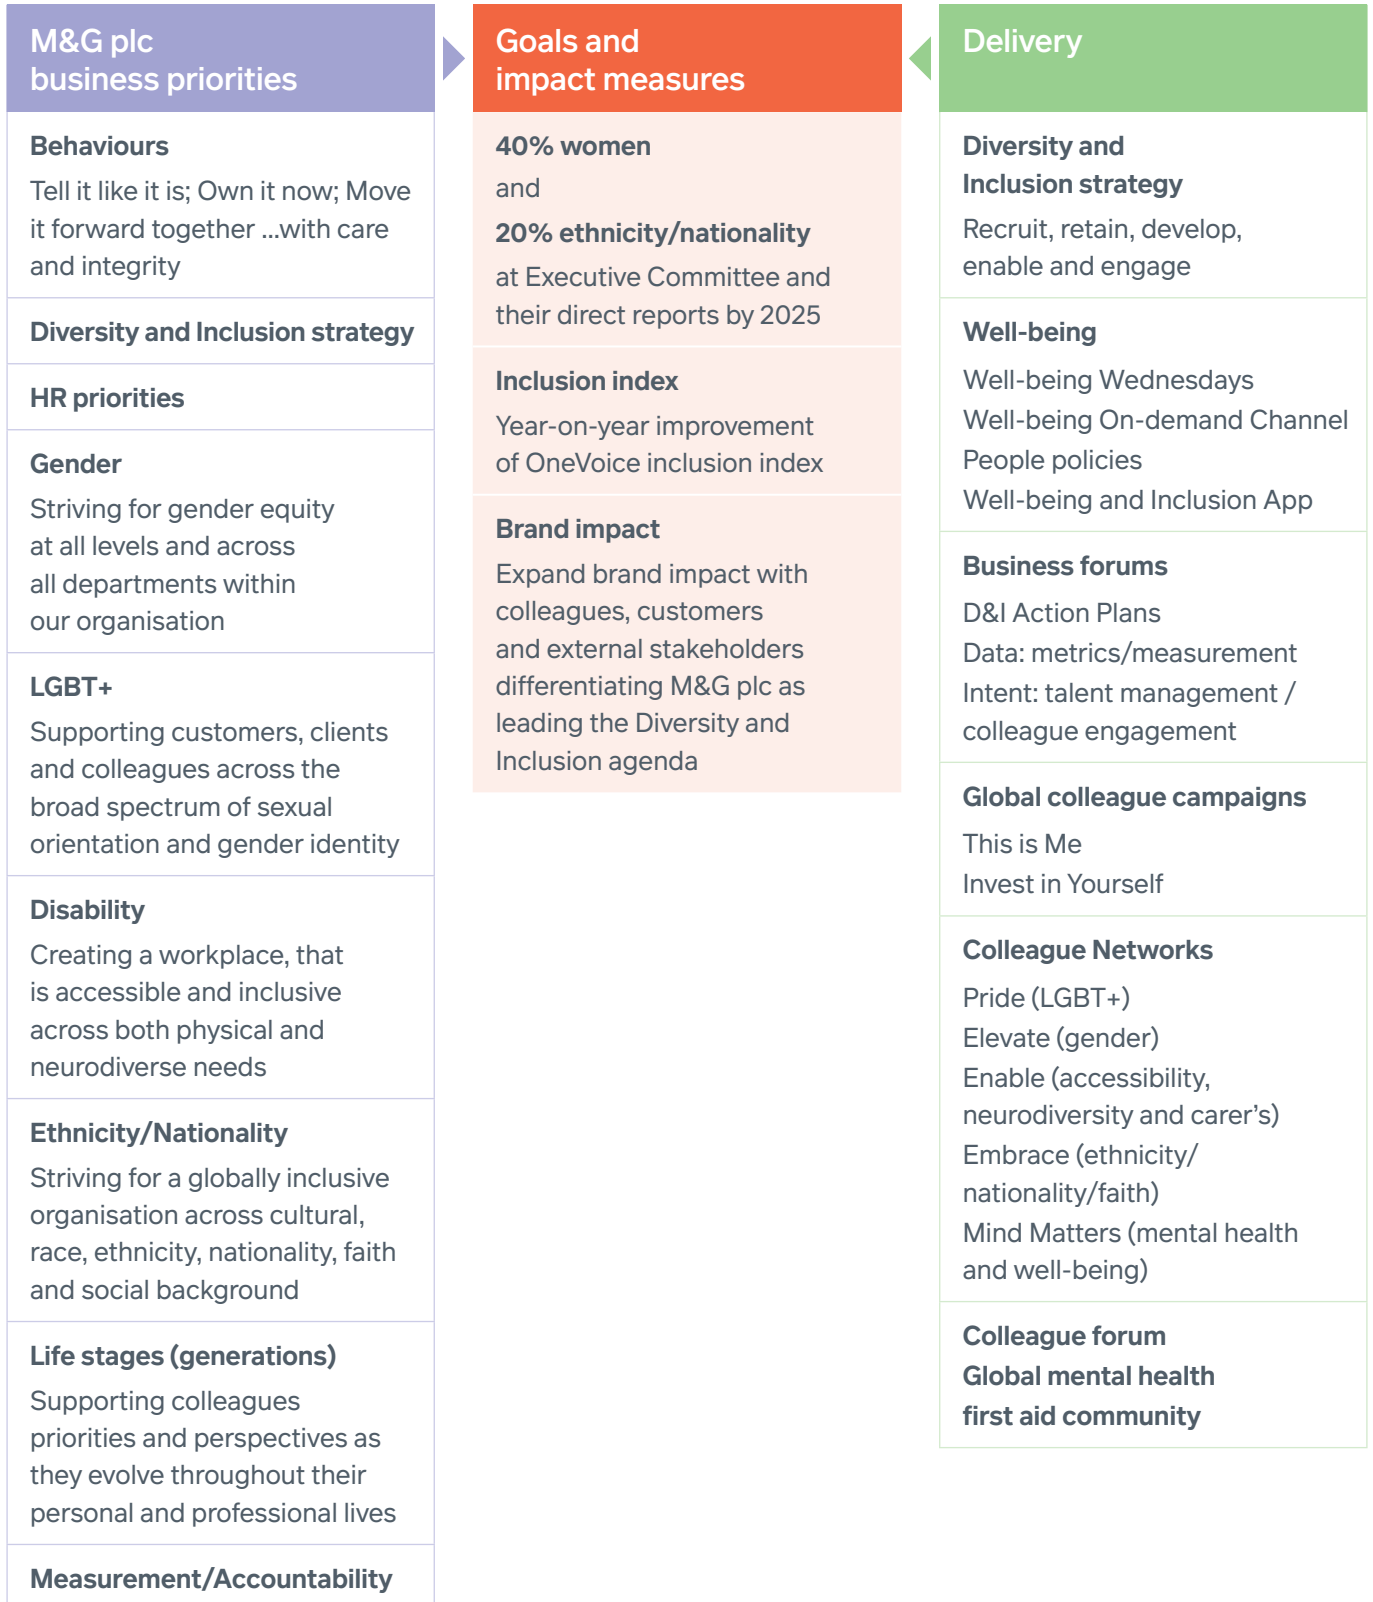 M&G plc
business priorities
Behaviours
Tell it like it is; Own it now; Move
it forward together ...with care
and integrity
Diversity and Inclusion strategy
HR priorities
Gender
Striving for gender equity
at all levels and across
all departments within
our organisation
LGBT+
Supporting customers, clients
and colleagues across the
broad spectrum of sexual
orientation and gender identity
Disability
Creating a workplace, that
is accessible and inclusive
across both physical and
neurodiverse needs
Ethnicity/Nationality
Striving for a globally inclusive
organisation across cultural,
race, ethnicity, nationality, faith
and social background
Life stages (generations)
Supporting colleagues
priorities and perspectives as
they evolve throughout their
personal and professional lives
Measurement/Accountability
Goals and
impact measures
40% women
and
20% ethnicity/nationality
at Executive Committee and
their direct reports by 2025
Inclusion index
Year-on-year improvement
of OneVoice inclusion index
Brand impact
Expand brand impact with
colleagues, customers
and external stakeholders
differentiating M&G plc as
leading the Diversity and
Inclusion agenda
Delivery
Diversity and
Inclusion strategy
Recruit, retain, develop,
enable and engage
Well-being
Well-being Wednesdays
Well-being On-demand Channel
People policies
Well-being and Inclusion App
Business forums
D&I Action Plans
Data: metrics/measurement
Intent: talent management /
colleague engagement
Global colleague campaigns
This is Me
Invest in Yourself
Colleague Networks
Pride (LGBT+)
Elevate (gender)
Enable (accessibility,
neurodiversity and carer's)
Embrace (ethnicity/
nationality/faith)
Mind Matters (mental health
and well-being)
Colleague forum
Global mental health
first aid community